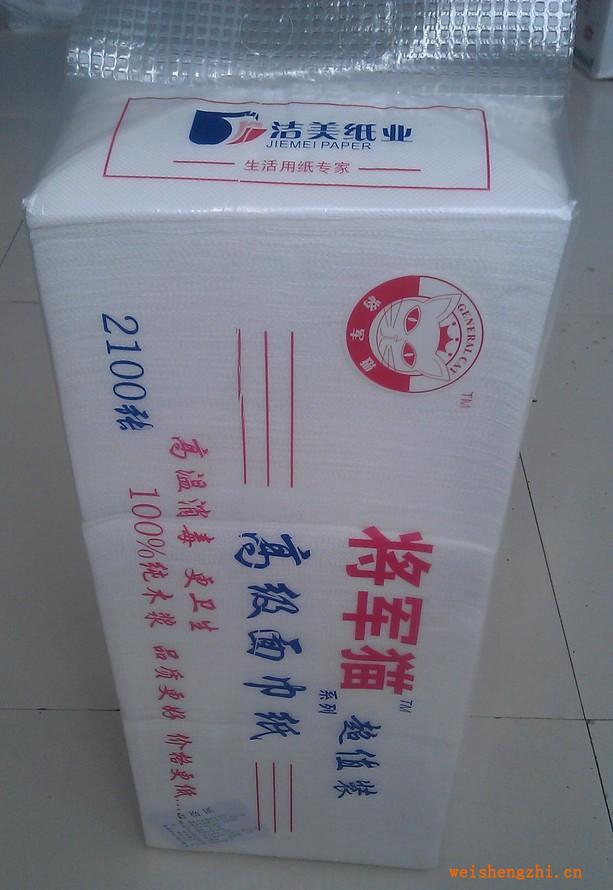 洁美纸业
JIEMEI PAPER
生活用纸专家
GENERAL CAT
将军猫
TM
将军猫
TM
系列
超值装
高级面巾纸
高温消毒 更卫生
100%纯木浆 品质更好 价格更低...
2100张
weishengzhi.cn